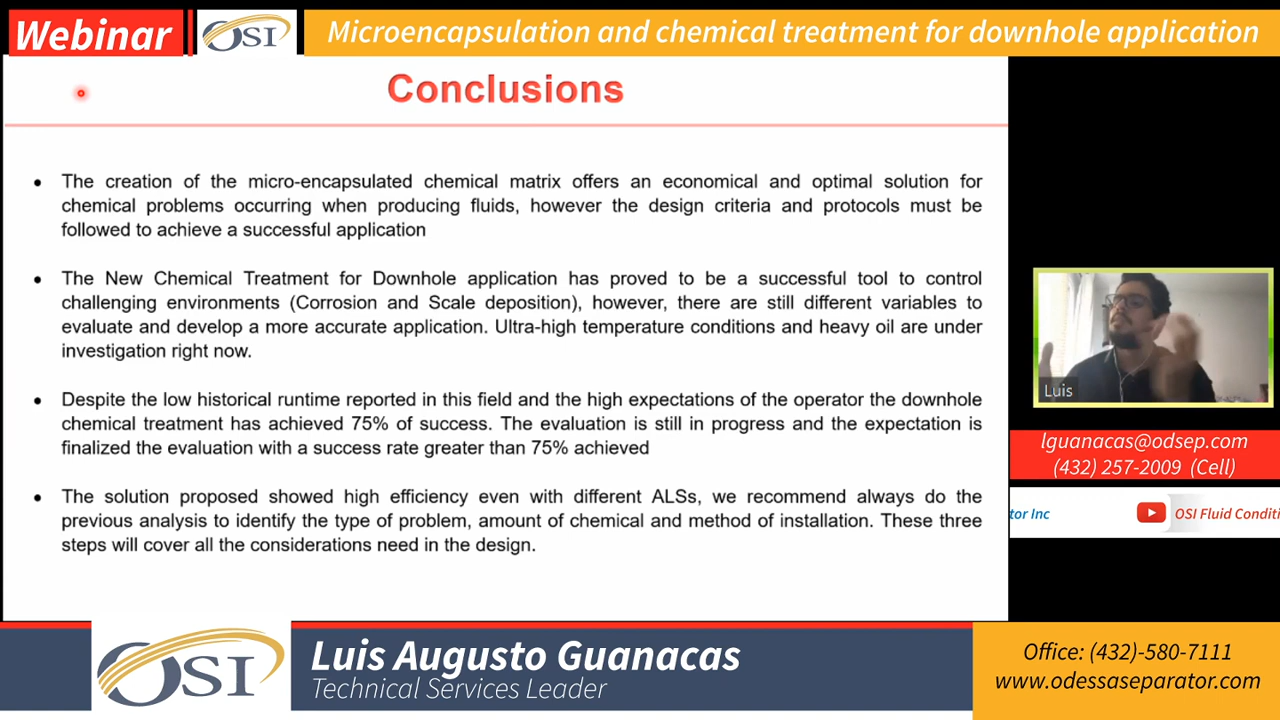 Webinar
OSI
Microencapsulation and chemical treatment for downhole application
Conclusions
• The creation of the micro-encapsulated chemical matrix offers an economical and optimal solution for
chemical problems occurring when producing fluids, however the design criteria and protocols must be
followed to achieve a successful application
• The New Chemical Treatment for Downhole application has proved to be a successful tool to control
challenging environments (Corrosion and Scale deposition), however, there are still different variables to
evaluate and develop a more accurate application. Ultra-high temperature conditions and heavy oil are under
investigation right now.
• Despite the low historical runtime reported in this field and the high expectations of the operator the downhole
chemical treatment has achieved 75% of success. The evaluation is still in progress and the expectation is
finalized the evaluation with a success rate greater than 75% achieved
• The solution proposed showed high efficiency even with different ALSs, we recommend always do the
previous analysis to identify the type of problem, amount of chemical and method of installation. These three
steps will cover all the considerations need in the design.
Luis
lguanacas@odsep.com
(432) 257-2009 (Cell)
tor Inc
OSI Fluid Conditi
OSI
Luis Augusto Guanacas
Technical Services Leader
Office: (432)-580-7111
www.odessaseparator.com